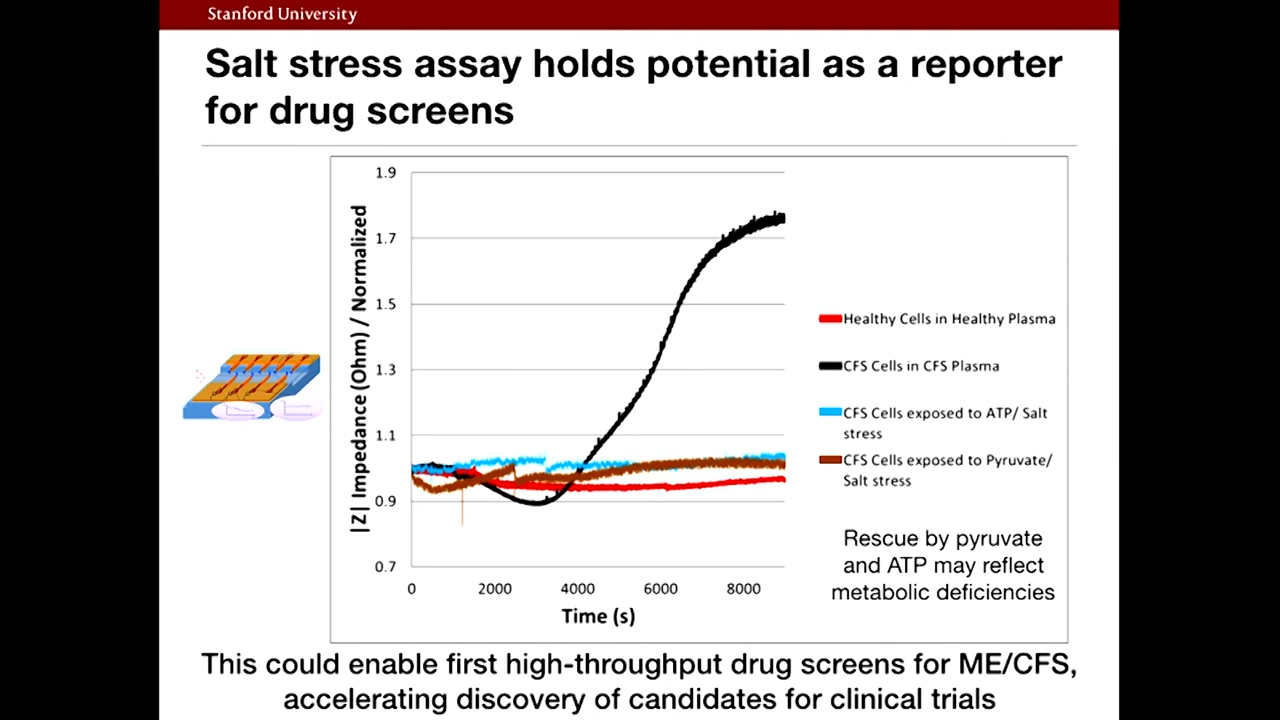 Stanford University
Salt stress assay holds potential as a reporter
for drug screens
|Z| Impedance (Ohm) / Normalized
1.9
1.7
1.5
1.3
1.1
0.9
0.7
0 2000 4000 6000 8000
Time (s)
Healthy Cells in Healthy Plasma
CFS Cells in CFS Plasma
CFS Cells exposed to ATP/ Salt
stress
CFS Cells exposed to Pyruvate/
Salt stress
Rescue by pyruvate
and ATP may reflect
metabolic deficiencies
This could enable first high-throughput drug screens for ME/CFS,
accelerating discovery of candidates for clinical trials